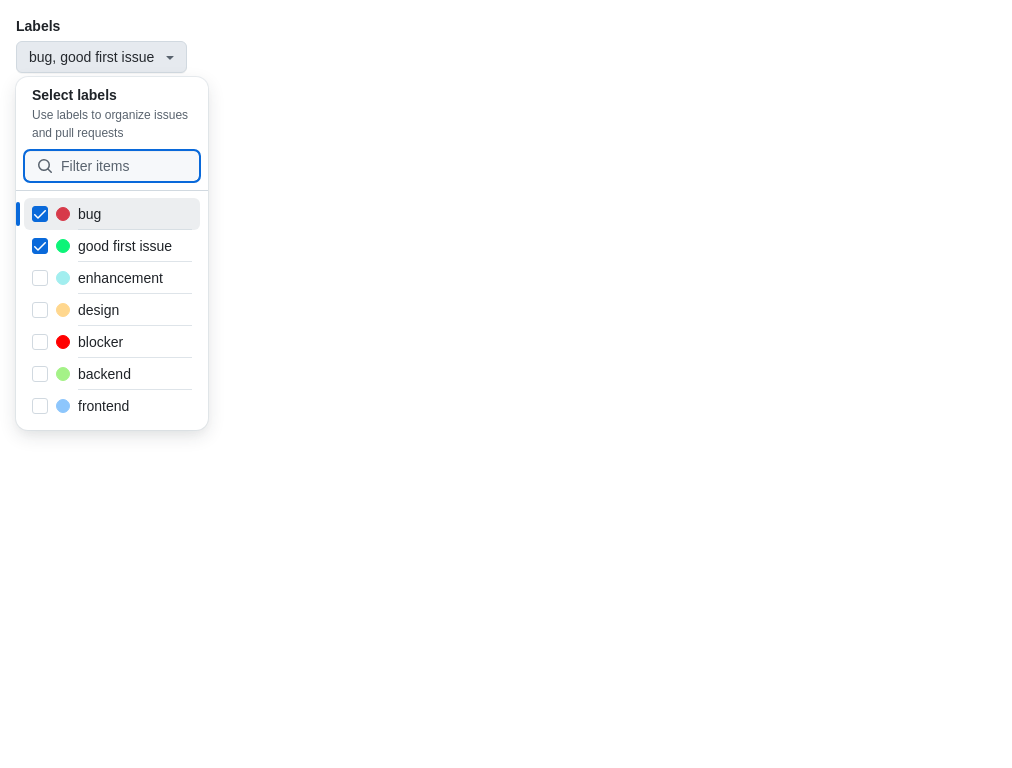 Labels
bug, good first issue
Select labels
Use labels to organize issues
and pull requests
Filter items
bug
good first issue
enhancement
design
blocker
backend
frontend